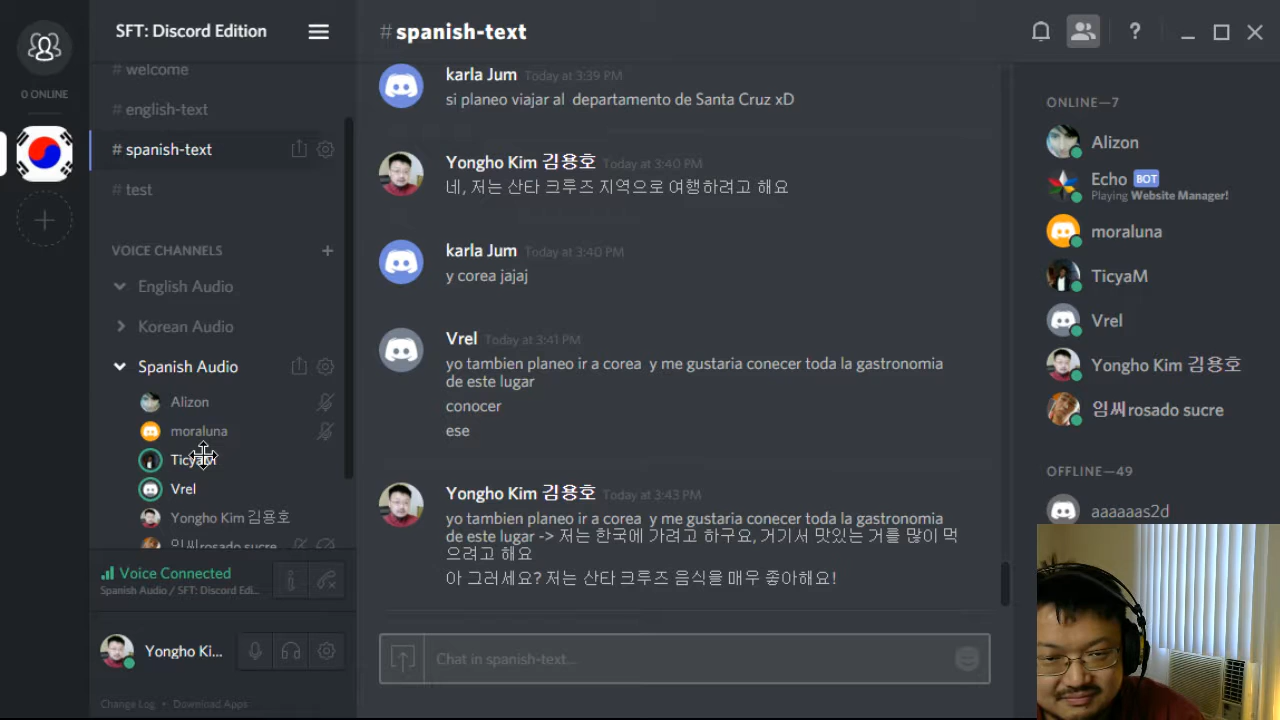 0 ONLINE
SFT: Discord Edition
# welcome
# english-text
# spanish-text
# test
VOICE CHANNELS
English Audio
Korean Audio
Spanish Audio
Alizon
moraluna
TicyaM
Vrel
Yongho Kim 김용호
임씨rosado sucre
Voice Connected
Spanish Audio / SFT: Discord Edi...
Yongho Ki...
Change Log • Download Apps
# spanish-text
karla Jum Today at 3:39 PM
si planeo viajar al departamento de Santa Cruz xD
Yongho Kim 김용호 Today at 3:40 PM
네, 저는 산타 크루즈 지역으로 여행하려고 해요
karla Jum Today at 3:40 PM
y corea jajaj
Vrel Today at 3:41 PM
yo tambien planeo ir a corea y me gustaria conecer toda la gastronomia
de este lugar
conocer
ese
Yongho Kim 김용호 Today at 3:43 PM
yo tambien planeo ir a corea y me gustaria conecer toda la gastronomia
de este lugar -> 저는 한국에 가려고 하구요, 거기서 맛있는 거를 많이 먹
으려고 해요
아 그러세요? 저는 산타 크루즈 음식을 매우 좋아해요!
Chat in spanish-text...
ONLINE—7
Alizon
Echo BOT
Playing Website Manager!
moraluna
TicyaM
Vrel
Yongho Kim 김용호
임씨rosado sucre
OFFLINE—49
aaaaaas2d